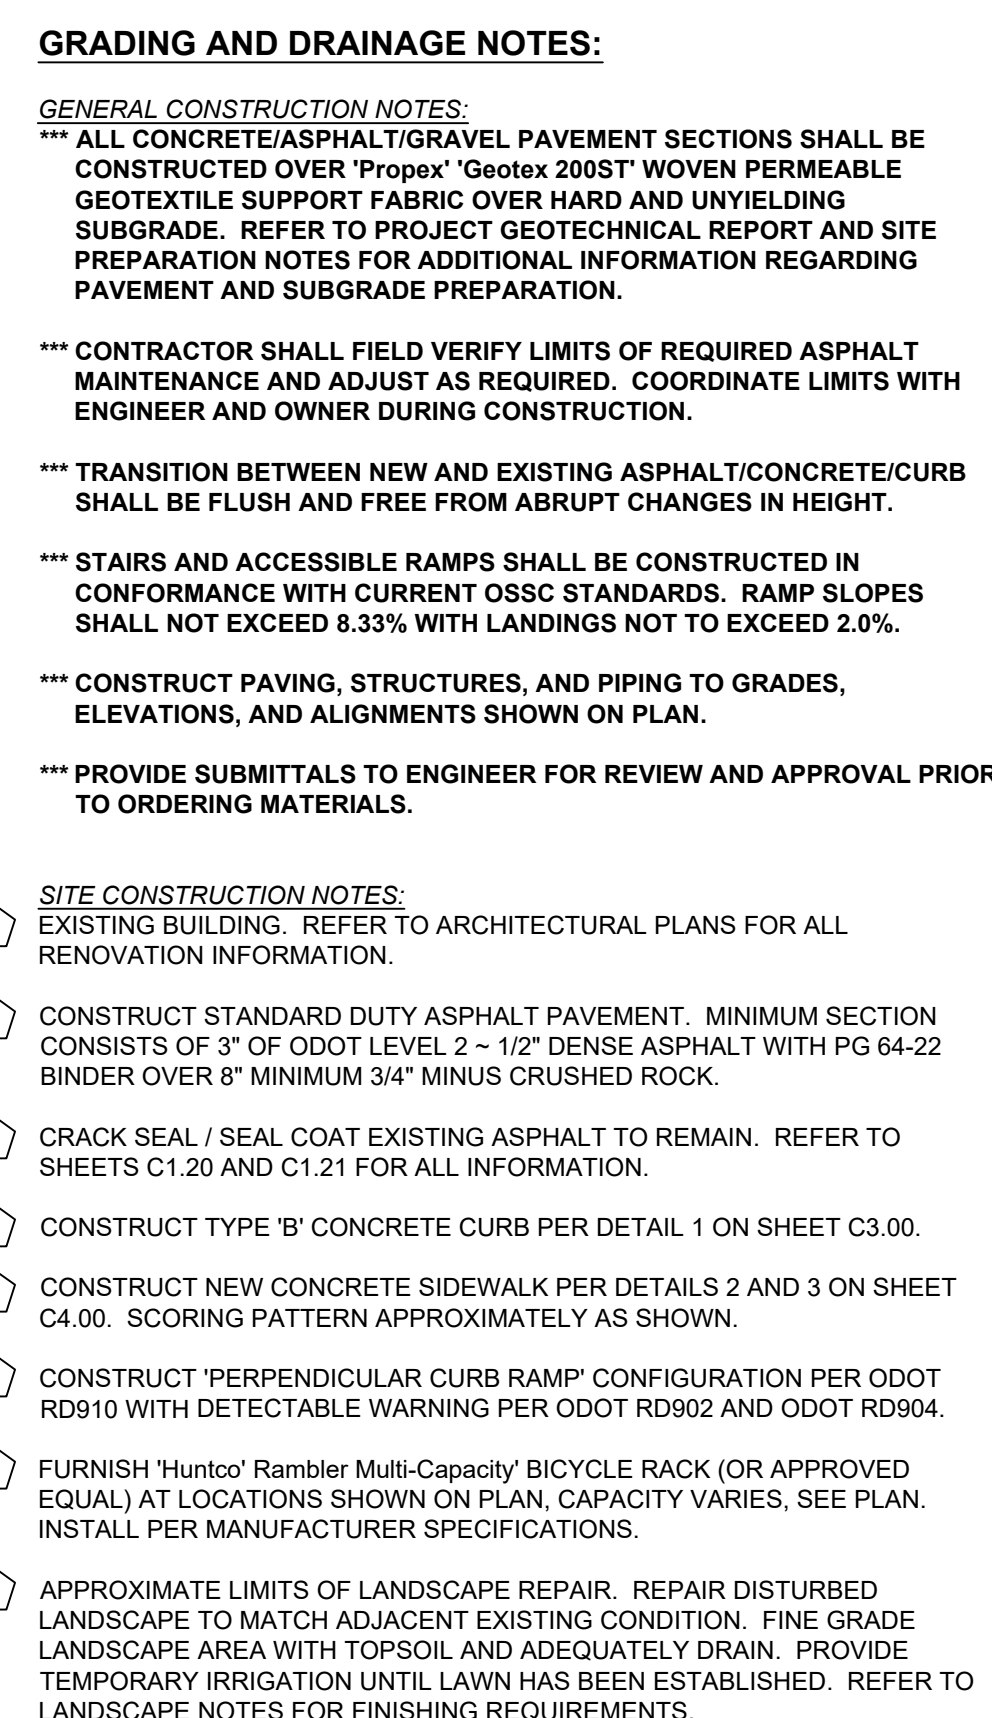 GRADING AND DRAINAGE NOTES:
GENERAL CONSTRUCTION NOTES:
*** ALL CONCRETE/ASPHALT/GRAVEL PAVEMENT SECTIONS SHALL BE
CONSTRUCTED OVER 'Propex' 'Geotex 200ST' WOVEN PERMEABLE
GEOTEXTILE SUPPORT FABRIC OVER HARD AND UNYIELDING
SUBGRADE. REFER TO PROJECT GEOTECHNICAL REPORT AND SITE
PREPARATION NOTES FOR ADDITIONAL INFORMATION REGARDING
PAVEMENT AND SUBGRADE PREPARATION.
*** CONTRACTOR SHALL FIELD VERIFY LIMITS OF REQUIRED ASPHALT
MAINTENANCE AND ADJUST AS REQUIRED. COORDINATE LIMITS WITH
ENGINEER AND OWNER DURING CONSTRUCTION.
*** TRANSITION BETWEEN NEW AND EXISTING ASPHALT/CONCRETE/CURB
SHALL BE FLUSH AND FREE FROM ABRUPT CHANGES IN HEIGHT.
*** STAIRS AND ACCESSIBLE RAMPS SHALL BE CONSTRUCTED IN
CONFORMANCE WITH CURRENT OSSC STANDARDS. RAMP SLOPES
SHALL NOT EXCEED 8.33% WITH LANDINGS NOT TO EXCEED 2.0%.
*** CONSTRUCT PAVING, STRUCTURES, AND PIPING TO GRADES,
ELEVATIONS, AND ALIGNMENTS SHOWN ON PLAN.
*** PROVIDE SUBMITTALS TO ENGINEER FOR REVIEW AND APPROVAL PRIOR
TO ORDERING MATERIALS.
SITE CONSTRUCTION NOTES:
EXISTING BUILDING. REFER TO ARCHITECTURAL PLANS FOR ALL
RENOVATION INFORMATION.
CONSTRUCT STANDARD DUTY ASPHALT PAVEMENT. MINIMUM SECTION
CONSISTS OF 3" OF ODOT LEVEL 2 ~ 1/2" DENSE ASPHALT WITH PG 64-22
BINDER OVER 8" MINIMUM 3/4" MINUS CRUSHED ROCK.
CRACK SEAL / SEAL COAT EXISTING ASPHALT TO REMAIN. REFER TO
SHEETS C1.20 AND C1.21 FOR ALL INFORMATION.
CONSTRUCT TYPE 'B' CONCRETE CURB PER DETAIL 1 ON SHEET C3.00.
CONSTRUCT NEW CONCRETE SIDEWALK PER DETAILS 2 AND 3 ON SHEET
C4.00. SCORING PATTERN APPROXIMATELY AS SHOWN.
CONSTRUCT 'PERPENDICULAR CURB RAMP' CONFIGURATION PER ODOT
RD910 WITH DETECTABLE WARNING PER ODOT RD902 AND ODOT RD904.
FURNISH 'Huntco' Rambler Multi-Capacity' BICYCLE RACK (OR APPROVED
EQUAL) AT LOCATIONS SHOWN ON PLAN, CAPACITY VARIES, SEE PLAN.
INSTALL PER MANUFACTURER SPECIFICATIONS.
APPROXIMATE LIMITS OF LANDSCAPE REPAIR. REPAIR DISTURBED
LANDSCAPE TO MATCH ADJACENT EXISTING CONDITION. FINE GRADE
LANDSCAPE AREA WITH TOPSOIL AND ADEQUATELY DRAIN. PROVIDE
TEMPORARY IRRIGATION UNTIL LAWN HAS BEEN ESTABLISHED. REFER TO
LANDSCAPE NOTES FOR FINISHING REQUIREMENTS.